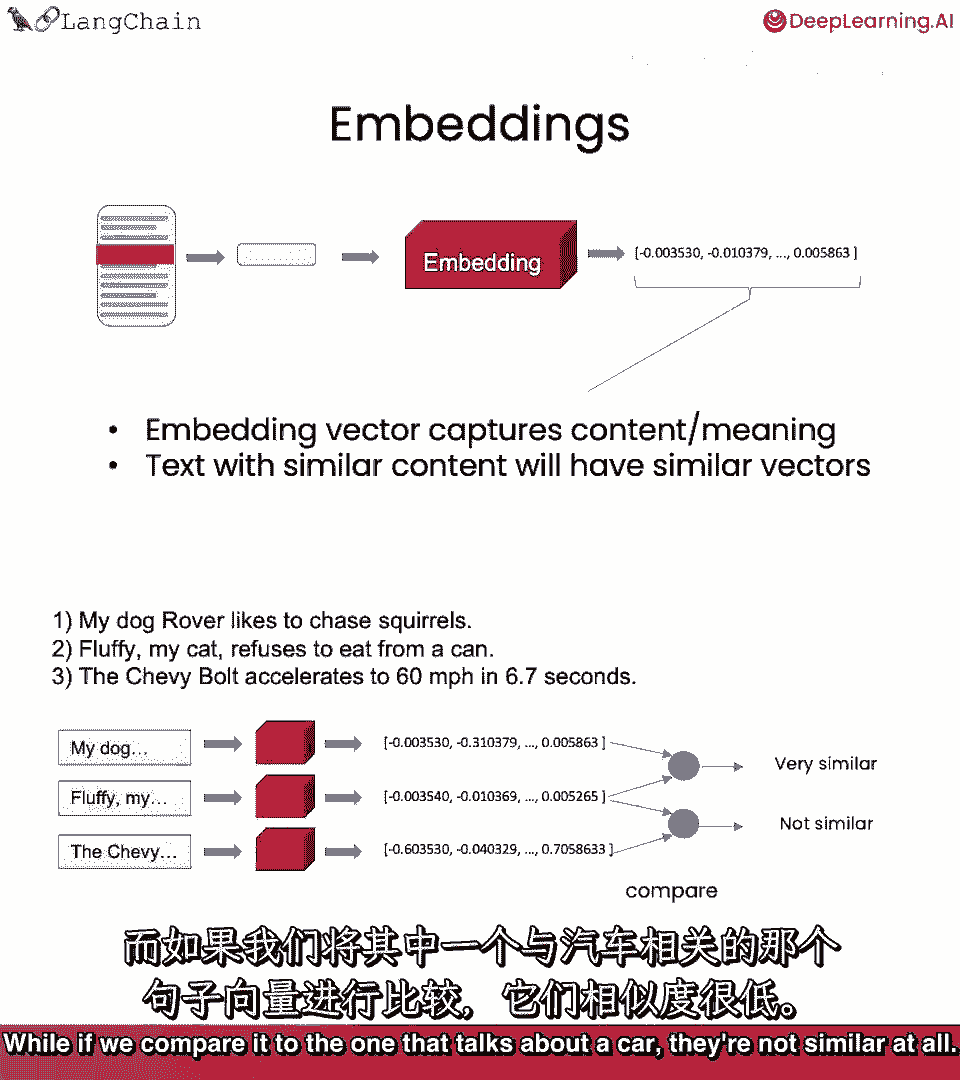 LangChain
DeepLearning.AI
Embeddings
Embedding
[-0.003530, -0.010379, ..., 0.005863 ]
• Embedding vector captures content/meaning
• Text with similar content will have similar vectors
1) My dog Rover likes to chase squirrels.
2) Fluffy, my cat, refuses to eat from a can.
3) The Chevy Bolt accelerates to 60 mph in 6.7 seconds.
My dog...
[-0.003530, -0.310379, ..., 0.005863 ]
Very similar
Fluffy, my...
[-0.003540, -0.010369, ..., 0.005265 ]
Not similar
The Chevy...
[-0.603530, -0.040329, ..., 0.7058633 ]
compare
而如果我们将其中一个与汽车相关的那个
句子向量进行比较, 它们相似度很低。
While if we compare it to the one that talks about a car, they're not similar at all.